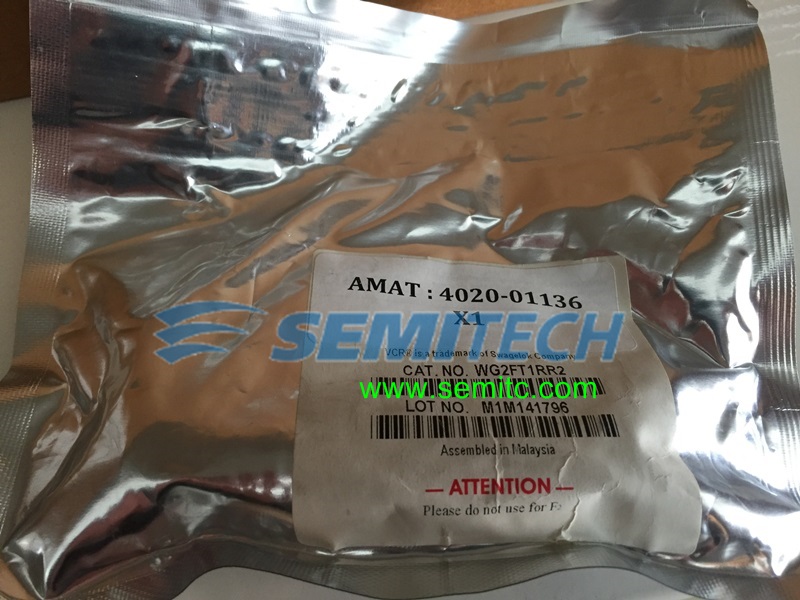 AMAT : 4020-01136
X1
SEMITECH
VCR® is a trademark of Swagelok Company
CAT. NO. WG2FT1RR2
www.semitc.com
LOT NO. M1M141796
Assembled in Malaysia
— ATTENTION —
Please do not use for F₂